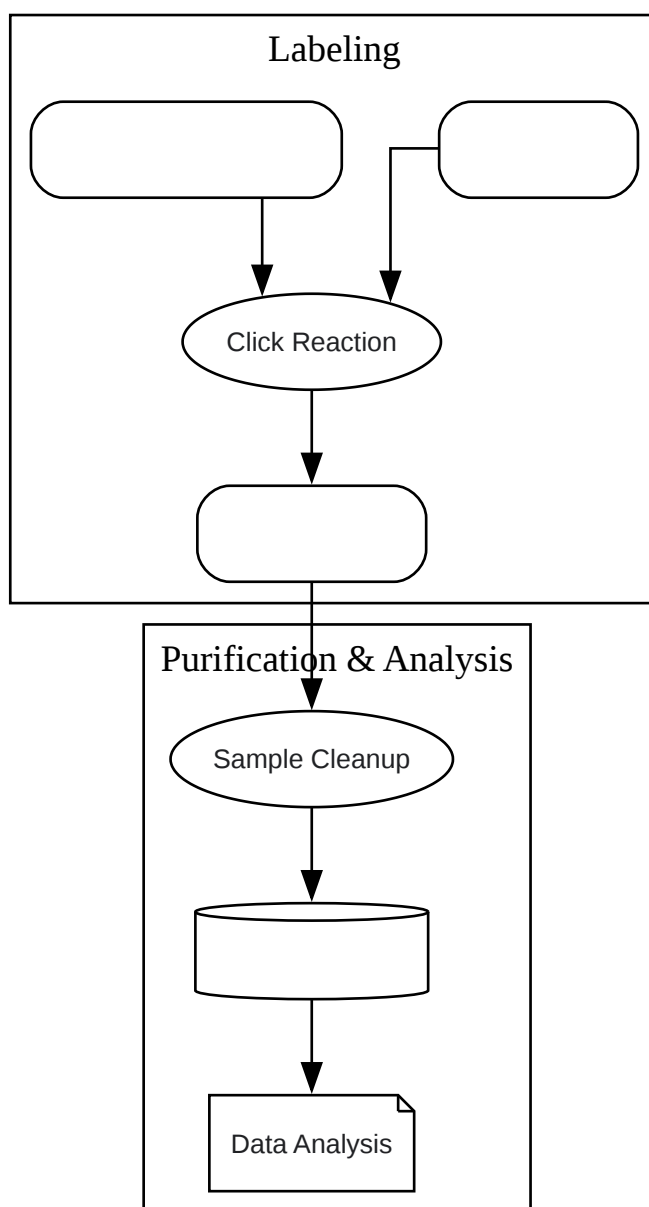 Labeling
Click Reaction
Purification & Analysis
Sample Cleanup
Data Analysis